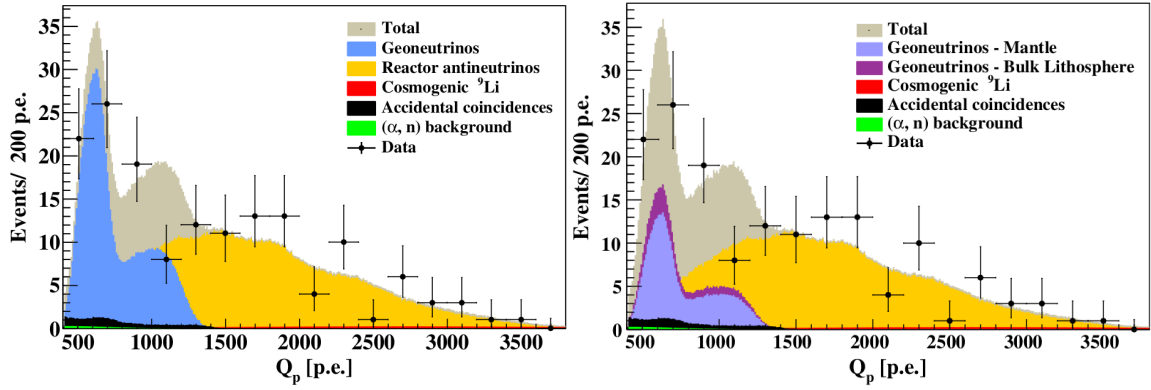 Events/ 200 p.e.
35
30
25
20
15
10
5
0
Total
Geoneutrinos
Reactor antineutrinos
Cosmogenic ⁹Li
Accidental coincidences
(α, n) background
Data
500 1000 1500 2000 2500 3000 3500
Qₚ [p.e.]
Events/ 200 p.e.
35
30
25
20
15
10
5
0
Total
Geoneutrinos - Mantle
Geoneutrinos - Bulk Lithosphere
Cosmogenic ⁹Li
Accidental coincidences
(α, n) background
Data
500 1000 1500 2000 2500 3000 3500
Qₚ [p.e.]